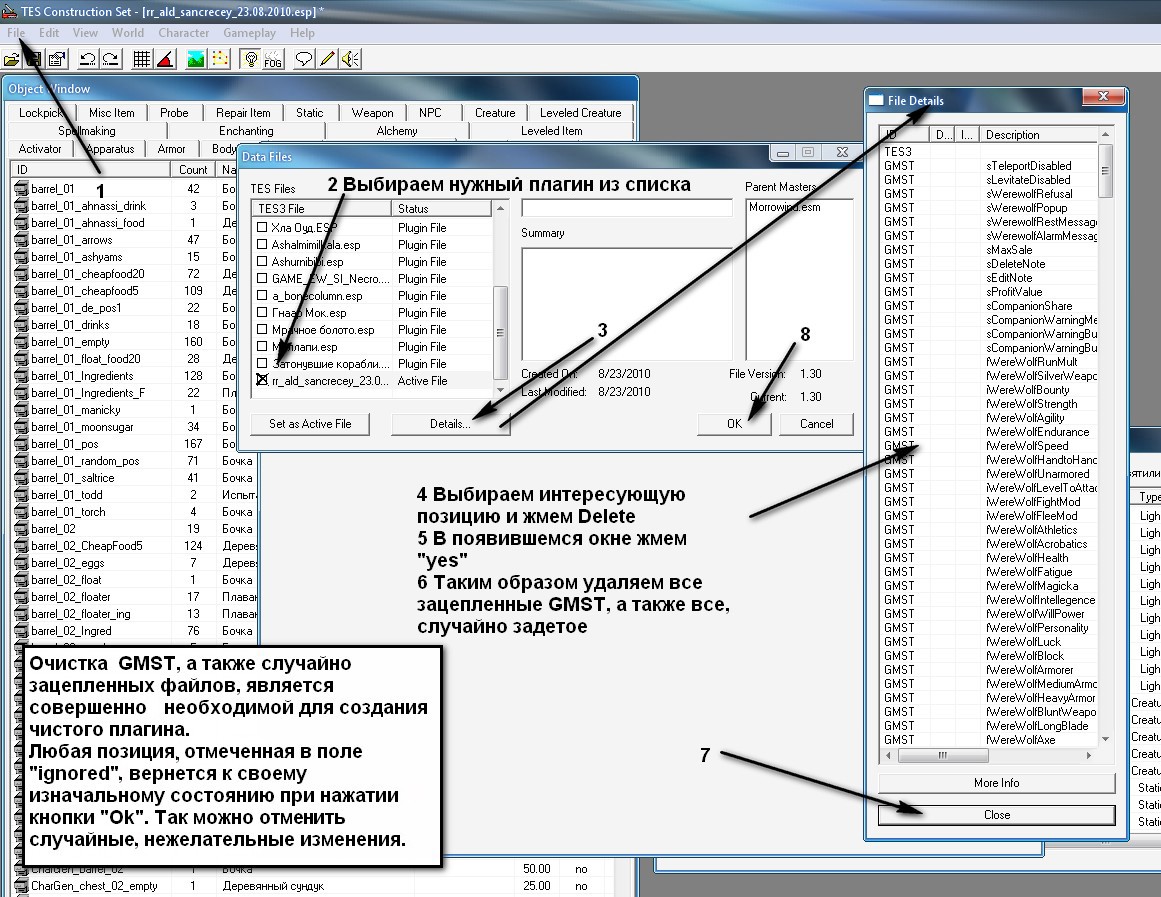 TES Construction Set - [rr_ald_sancrecey_23.08.2010.esp] *
File Edit View World Character Gameplay Help
FOG
Object Window
Lockpick Misc Item Probe Repair Item Static Weapon NPC Creature Leveled Creature
Spellmaking Enchanting Alchemy Leveled Item
Activator Apparatus Armor Body
ID Count
1
barrel_01 42
barrel_01_ahnassi_drink 3
barrel_01_ahnassi_food 1
barrel_01_arrows 47
barrel_01_ashyams 15
barrel_01_cheapfood20 72
barrel_01_cheapfood5 109
barrel_01_de_pos1 22
barrel_01_drinks 18
barrel_01_empty 160
barrel_01_float_food20 28
barrel_01_Ingredients 128
barrel_01_Ingredients_F 22
barrel_01_manicky 1
barrel_01_moonsugar 34
barrel_01_pos 167 Бочка
barrel_01_random_pos 71 Бочка
barrel_01_saltrice 41 Бочка
barrel_01_todd 2 Испыт
barrel_01_torch 4 Бочка
barrel_02 19 Бочка
barrel_02_CheapFood5 124 Дерев
barrel_02_eggs 7 Дерев
barrel_02_float 1 Бочка
barrel_02_floater 17 Плава
barrel_02_floater_ing 13 Плава
barrel_02_Ingred 76 Бочка
CharGen_barrel_02 1 Бочка 50.00 no
CharGen_chest_02_empty 1 Деревянный сундук 25.00 no
Data Files
2 Выбираем нужный плагин из списка
TES Files
TES3 File Status
Хла Оуд.ESP Plugin File
Ashalmimilkala.esp Plugin File
Ashurnibibi.esp Plugin File
GAME_EW_SI_Necro.... Plugin File
a_bonecolumn.esp Plugin File
Гнаар Мок.esp Plugin File
Мрачное болото.esp Plugin File
Plugin File
Затонувшие корабли.... Plugin File
rr_ald_sancrecey_23.0... Active File
Summary
Parent Masters
Morrowind.esm
3
8
Created On: 8/23/2010
Last Modified: 8/23/2010
File Version: 1.30
Current: 1.30
Set as Active File Details... OK Cancel
4 Выбираем интересующую
позицию и жмем Delete
5 В появившемся окне жмем
"yes"
6 Таким образом удаляем все
зацепленные GMST, а также все,
случайно задетое
Очистка GMST, а также случайно
зацепленных файлов, является
совершенно необходимой для создания
чистого плагина.
Любая позиция, отмеченная в поле
"ignored", вернется к своему
изначальному состоянию при нажатии
кнопки "Ok". Так можно отменить
случайные, нежелательные изменения.
7
File Details
ID D... I... Description
TES3
GMST sTeleportDisabled
GMST sLevitateDisabled
GMST sWerewolfRefusal
GMST sWerewolfPopup
GMST sWerewolfRestMessage
GMST sWerewolfAlarmMessag
GMST sMaxSale
GMST sDeleteNote
GMST sEditNote
GMST sProfitValue
GMST sCompanionShare
GMST sCompanionWarningMe
GMST sCompanionWarningBu
GMST sCompanionWarningBu
GMST fWereWolfRunMult
GMST fWereWolfSilverWeapo
GMST iWereWolfBounty
GMST fWereWolfStrength
GMST fWereWolfAgility
GMST fWereWolfEndurance
GMST fWereWolfSpeed
GMST fWereWolfHandtoHand
GMST fWereWolfUnarmored
GMST iWereWolfLevelToAttac
GMST iWereWolfFightMod
GMST iWereWolfFleeMod
GMST fWereWolfAthletics
GMST fWereWolfAcrobatics
GMST fWereWolfHealth
GMST fWereWolfFatigue
GMST fWereWolfMagicka
GMST fWereWolfIntellegence
GMST fWereWolfWillPower
GMST fWereWolfPersonality
GMST fWereWolfLuck
GMST fWereWolfBlock
GMST fWereWolfArmorer
GMST fWereWolfMediumArmo
GMST fWereWolfHeavyArmor
GMST fWereWolfBluntWeapo
GMST fWereWolfLongBlade
GMST fWereWolfAxe
More Info
Close
Type
Ligh
Ligh
Ligh
Ligh
Ligh
Ligh
Ligh
Ligh
Ligh
Ligh
Ligh
Creatu
Creatu
Creatu
Creatu
Creatu
Stati
Stati
Stati